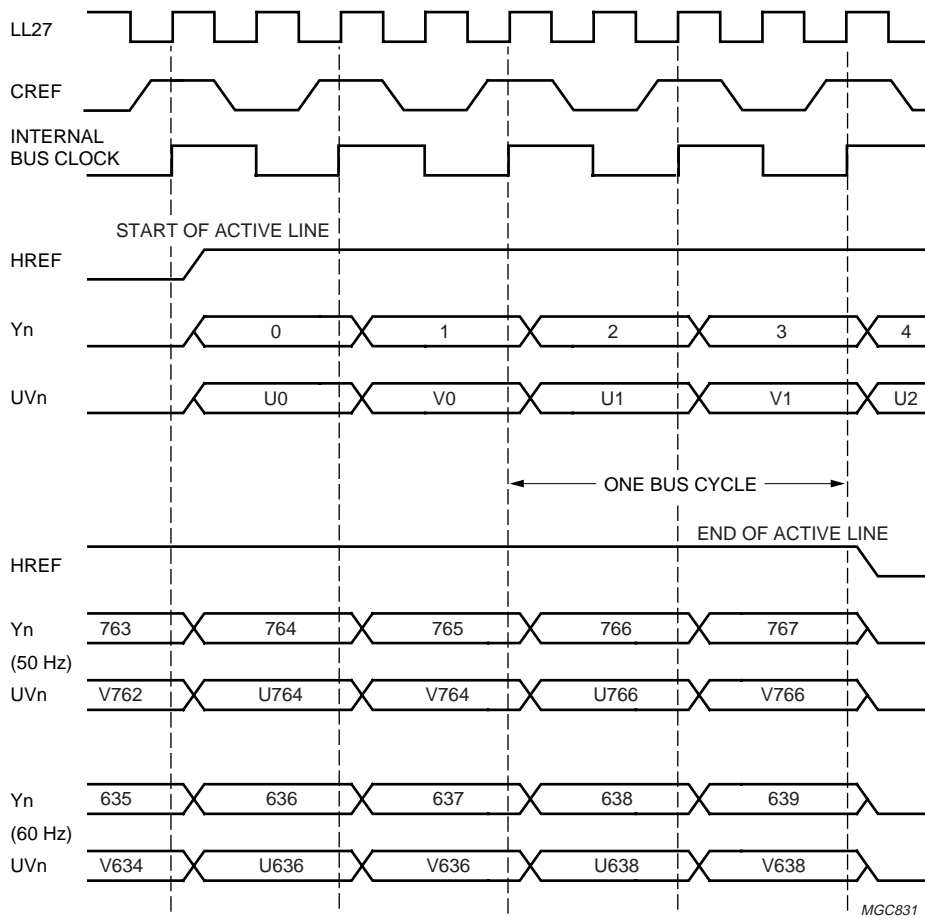 LL27
CREF
INTERNAL
BUS CLOCK
START OF ACTIVE LINE
HREF
Yn 0 1 2 3 4
UVn U0 V0 U1 V1 U2
ONE BUS CYCLE
END OF ACTIVE LINE
HREF
Yn 763 764 765 766 767
(50 Hz)
UVn V762 U764 V764 U766 V766
Yn 635 636 637 638 639
(60 Hz)
UVn V634 U636 V636 U638 V638
MGC831